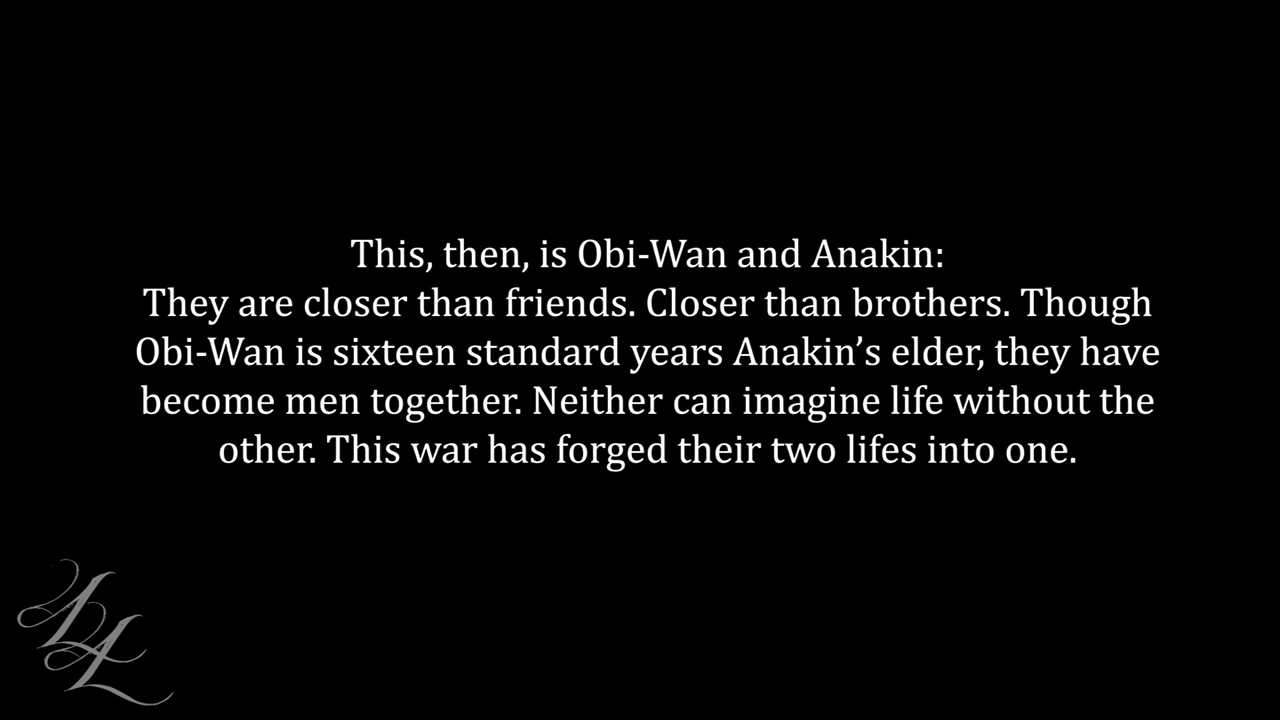 This, then, is Obi-Wan and Anakin:
They are closer than friends. Closer than brothers. Though
Obi-Wan is sixteen standard years Anakin’s elder, they have
become men together. Neither can imagine life without the
other. This war has forged their two lifes into one.